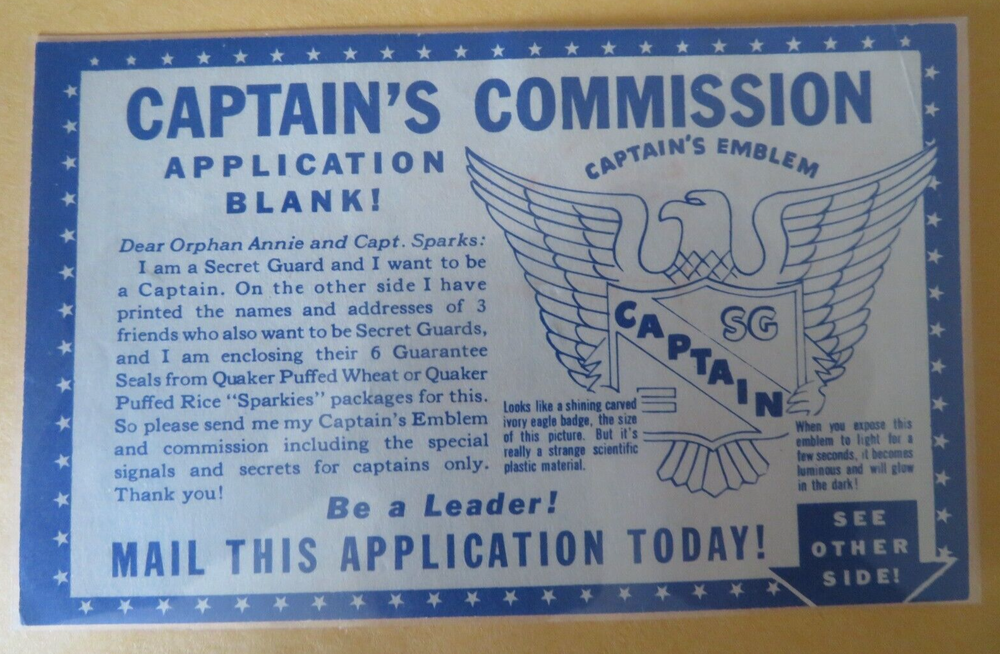 CAPTAIN'S COMMISSION
APPLICATION
BLANK!
Dear Orphan Annie and Capt. Sparks:
I am a Secret Guard and I want to be
a Captain. On the other side I have
printed the names and addresses of 3
friends who also want to be Secret Guards,
and I am enclosing their 6 Guarantee
Seals from Quaker Puffed Wheat or Quaker
Puffed Rice "Sparkies" packages for this.
So please send me my Captain's Emblem
and commission including the special
signals and secrets for captains only.
Thank you!
CAPTAIN'S EMBLEM
SG
CAPTAIN
Looks like a shining carved
ivory eagle badge, the size
of this picture. But it's
really a strange scientific
plastic material.
When you expose this
emblem to light for a
few seconds, it becomes
luminous and will glow
in the dark!
Be a Leader!
MAIL THIS APPLICATION TODAY!
SEE
OTHER
SIDE!